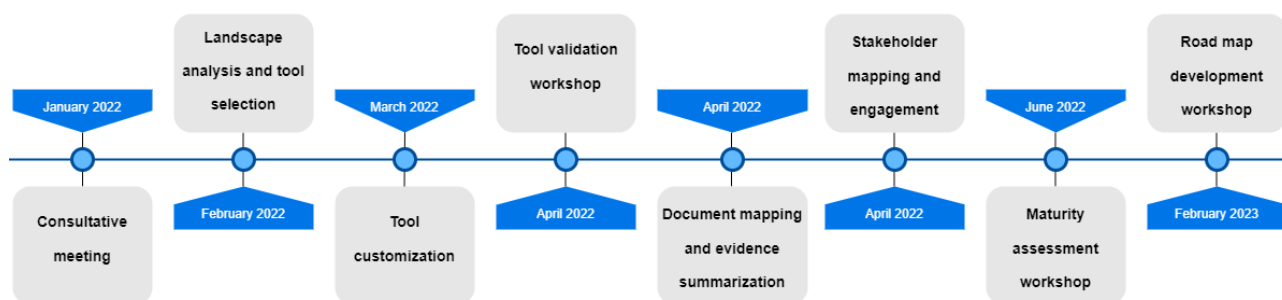 January 2022
Consultative
meeting
Landscape
analysis and tool
selection
February 2022
March 2022
Tool
customization
Tool validation
workshop
April 2022
April 2022
Document mapping
and evidence
summarization
Stakeholder
mapping and
engagement
April 2022
June 2022
Maturity
assessment
workshop
Road map
development
workshop
February 2023